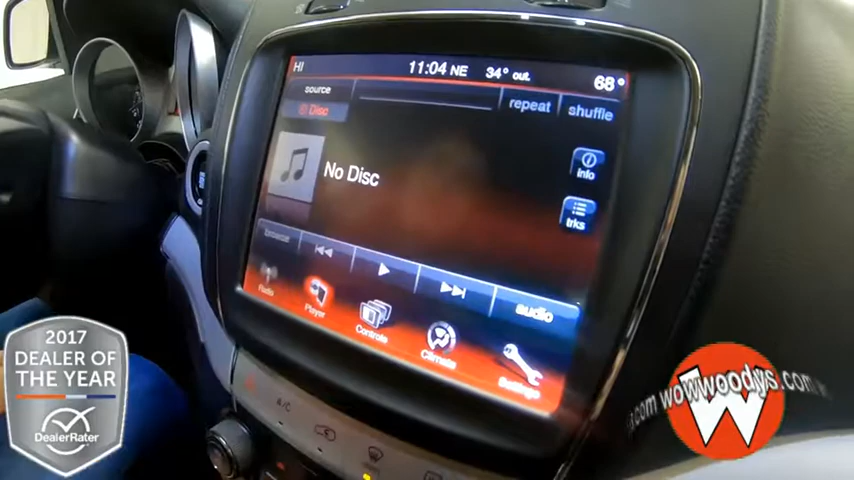 HI 11:04 NE 34° out. 68°
source
Disc
repeat shuffle
No Disc
info
trks
browse
audio
Radio Player Controls Climate Settings
A/C
2017
DEALER OF
THE YEAR
DealerRater
.com wowwoodys.com
W